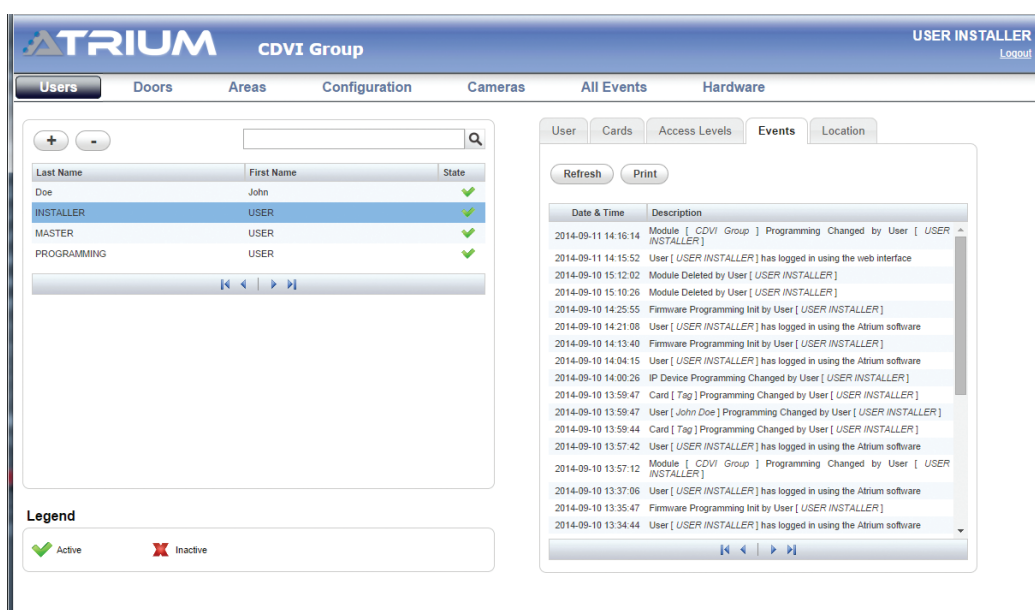 ATRIUM
CDVI Group
USER INSTALLER
Logout
Users Doors Areas Configuration Cameras All Events Hardware
+ -
Last Name First Name State
Doe John
INSTALLER USER
MASTER USER
PROGRAMMING USER
Legend
Active Inactive
User Cards Access Levels Events Location
Refresh Print
Date & Time Description
2014-09-11 14:16:14 Module [ CDVI Group ] Programming Changed by User [ USER
INSTALLER ]
2014-09-11 14:15:52 User [ USER INSTALLER ] has logged in using the web interface
2014-09-10 15:12:02 Module Deleted by User [ USER INSTALLER ]
2014-09-10 15:10:26 Module Deleted by User [ USER INSTALLER ]
2014-09-10 14:25:55 Firmware Programming Init by User [ USER INSTALLER ]
2014-09-10 14:21:08 User [ USER INSTALLER ] has logged in using the Atrium software
2014-09-10 14:13:40 Firmware Programming Init by User [ USER INSTALLER ]
2014-09-10 14:04:15 User [ USER INSTALLER ] has logged in using the Atrium software
2014-09-10 14:00:26 IP Device Programming Changed by User [ USER INSTALLER ]
2014-09-10 13:59:47 Card [ Tag ] Programming Changed by User [ USER INSTALLER ]
2014-09-10 13:59:47 User [ John Doe ] Programming Changed by User [ USER INSTALLER ]
2014-09-10 13:59:44 Card [ Tag ] Programming Changed by User [ USER INSTALLER ]
2014-09-10 13:57:42 User [ USER INSTALLER ] has logged in using the Atrium software
2014-09-10 13:57:12 Module [ CDVI Group ] Programming Changed by User [ USER
INSTALLER ]
2014-09-10 13:37:06 User [ USER INSTALLER ] has logged in using the Atrium software
2014-09-10 13:35:47 Firmware Programming Init by User [ USER INSTALLER ]
2014-09-10 13:34:44 User [ USER INSTALLER ] has logged in using the Atrium software